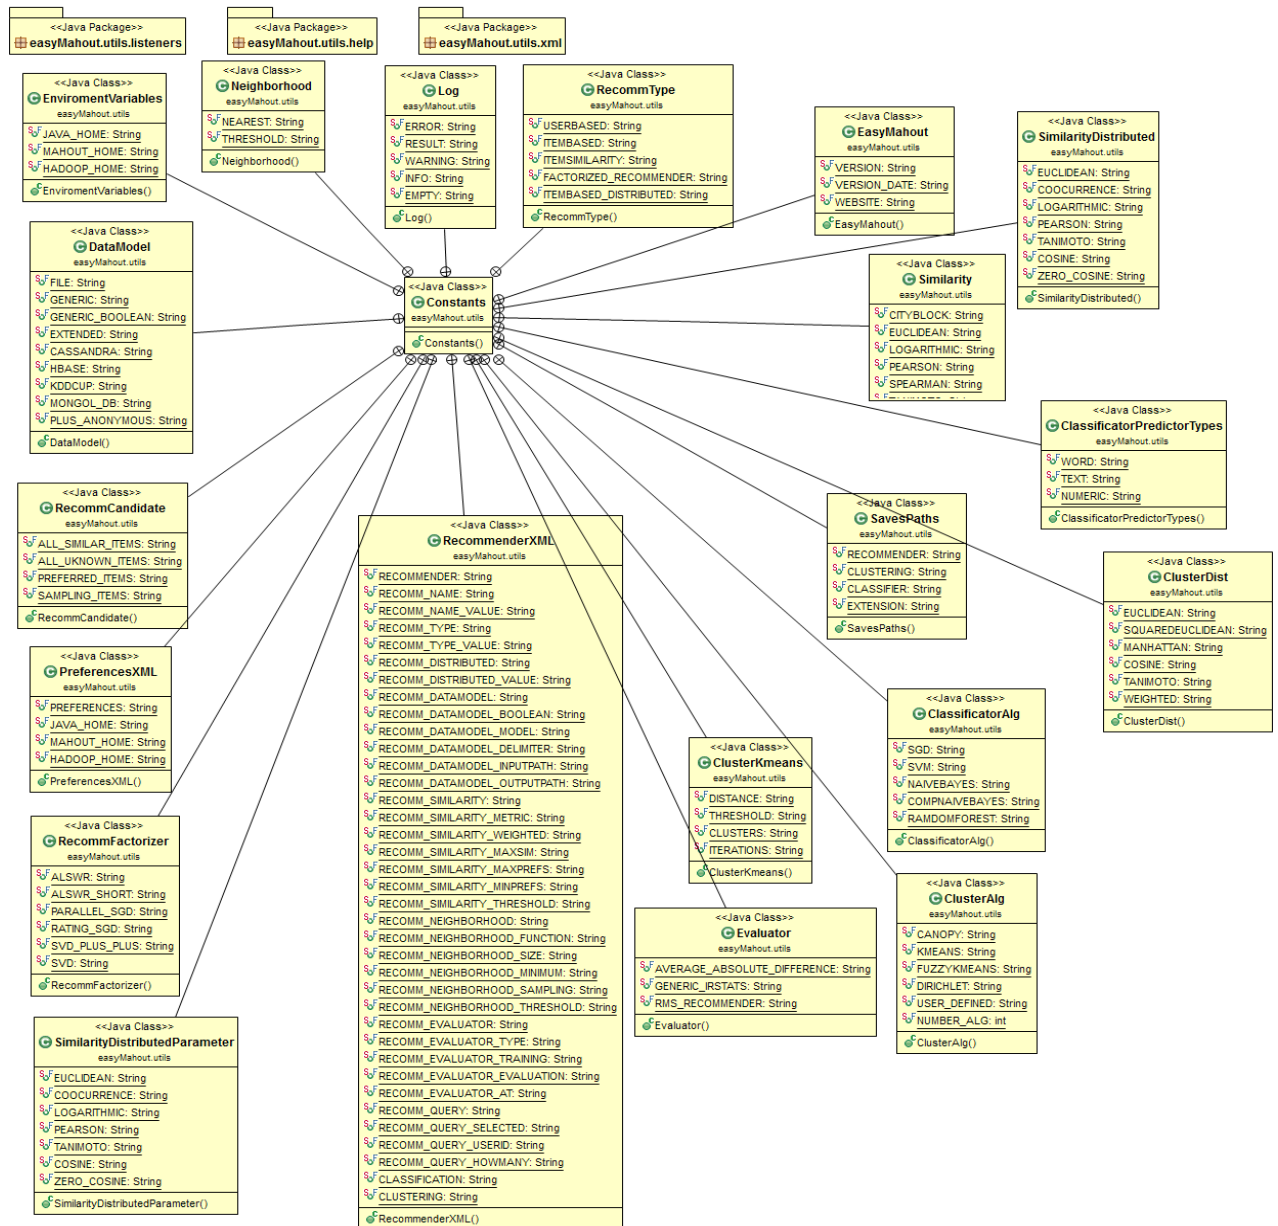 <<Java Package>>
easyMahout.utils.listeners
<<Java Package>>
easyMahout.utils.help
<<Java Package>>
easyMahout.utils.xml
<<Java Class>>
EnviromentVariables
easyMahout.utils
JAVA_HOME: String
MAHOUT_HOME: String
HADOOP_HOME: String
EnviromentVariables()
<<Java Class>>
Neighborhood
easyMahout.utils
NEAREST: String
THRESHOLD: String
Neighborhood()
<<Java Class>>
Log
easyMahout.utils
ERROR: String
RESULT: String
WARNING: String
INFO: String
EMPTY: String
Log()
<<Java Class>>
RecommType
easyMahout.utils
USERBASED: String
ITEMBASED: String
ITEMSIMILARITY: String
FACTORIZED_RECOMMENDER: String
ITEMBASED_DISTRIBUTED: String
RecommType()
<<Java Class>>
EasyMahout
easyMahout.utils
VERSION: String
VERSION_DATE: String
WEBSITE: String
EasyMahout()
<<Java Class>>
SimilarityDistributed
easyMahout.utils
EUCLIDEAN: String
COOCURRENCE: String
LOGARITHMIC: String
PEARSON: String
TANIMOTO: String
COSINE: String
ZERO_COSINE: String
SimilarityDistributed()
<<Java Class>>
DataModel
easyMahout.utils
FILE: String
GENERIC: String
GENERIC_BOOLEAN: String
EXTENDED: String
CASSANDRA: String
HBASE: String
KDDCUP: String
MONGOL_DB: String
PLUS_ANONYMOUS: String
DataModel()
<<Java Class>>
Constants
easyMahout.utils
Constants()
<<Java Class>>
Similarity
easyMahout.utils
CITYBLOCK: String
EUCLIDEAN: String
LOGARITHMIC: String
PEARSON: String
SPEARMAN: String
<<Java Class>>
ClassificatorPredictorTypes
easyMahout.utils
WORD: String
TEXT: String
NUMERIC: String
ClassificatorPredictorTypes()
<<Java Class>>
RecommCandidate
easyMahout.utils
ALL_SIMILAR_ITEMS: String
ALL_UKNOWN_ITEMS: String
PREFERRED_ITEMS: String
SAMPLING_ITEMS: String
RecommCandidate()
<<Java Class>>
RecommenderXML
easyMahout.utils
RECOMMENDER: String
RECOMM_NAME: String
RECOMM_NAME_VALUE: String
RECOMM_TYPE: String
RECOMM_TYPE_VALUE: String
RECOMM_DISTRIBUTED: String
RECOMM_DISTRIBUTED_VALUE: String
RECOMM_DATAMODEL: String
RECOMM_DATAMODEL_BOOLEAN: String
RECOMM_DATAMODEL_MODEL: String
RECOMM_DATAMODEL_DELIMITER: String
RECOMM_DATAMODEL_INPUTPATH: String
RECOMM_DATAMODEL_OUTPUTPATH: String
RECOMM_SIMILARITY: String
RECOMM_SIMILARITY_METRIC: String
RECOMM_SIMILARITY_WEIGHTED: String
RECOMM_SIMILARITY_MAXSIM: String
RECOMM_SIMILARITY_MAXPREFS: String
RECOMM_SIMILARITY_MINPREFS: String
RECOMM_SIMILARITY_THRESHOLD: String
RECOMM_NEIGHBORHOOD: String
RECOMM_NEIGHBORHOOD_FUNCTION: String
RECOMM_NEIGHBORHOOD_SIZE: String
RECOMM_NEIGHBORHOOD_MINIMUM: String
RECOMM_NEIGHBORHOOD_SAMPLING: String
RECOMM_NEIGHBORHOOD_THRESHOLD: String
RECOMM_EVALUATOR: String
RECOMM_EVALUATOR_TYPE: String
RECOMM_EVALUATOR_TRAINING: String
RECOMM_EVALUATOR_EVALUATION: String
RECOMM_EVALUATOR_AT: String
RECOMM_QUERY: String
RECOMM_QUERY_SELECTED: String
RECOMM_QUERY_USERID: String
RECOMM_QUERY_HOWMANY: String
CLASSIFICATION: String
CLUSTERING: String
RecommenderXML()
<<Java Class>>
SavesPaths
easyMahout.utils
RECOMMENDER: String
CLUSTERING: String
CLASSIFIER: String
EXTENSION: String
SavesPaths()
<<Java Class>>
ClusterDist
easyMahout.utils
EUCLIDEAN: String
SQUAREDEUCLIDEAN: String
MANHATTAN: String
COSINE: String
TANIMOTO: String
WEIGHTED: String
ClusterDist()
<<Java Class>>
PreferencesXML
easyMahout.utils
PREFERENCES: String
JAVA_HOME: String
MAHOUT_HOME: String
HADOOP_HOME: String
PreferencesXML()
<<Java Class>>
ClassificatorAlg
easyMahout.utils
SGD: String
SVM: String
NAIVEBAYES: String
COMPNAIVEBAYES: String
RAMDOMFOREST: String
ClassificatorAlg()
<<Java Class>>
ClusterKmeans
easyMahout.utils
DISTANCE: String
THRESHOLD: String
CLUSTERS: String
ITERATIONS: String
ClusterKmeans()
<<Java Class>>
RecommFactorizer
easyMahout.utils
ALSWR: String
ALSWR_SHORT: String
PARALLEL_SGD: String
RATING_SGD: String
SVD_PLUS_PLUS: String
SVD: String
RecommFactorizer()
<<Java Class>>
Evaluator
easyMahout.utils
AVERAGE_ABSOLUTE_DIFFERENCE: String
GENERIC_IRSTATS: String
RMS_RECOMMENDER: String
Evaluator()
<<Java Class>>
ClusterAlg
easyMahout.utils
CANOPY: String
KMEANS: String
FUZZYKMEANS: String
DIRICHLET: String
USER_DEFINED: String
NUMBER_ALG: int
ClusterAlg()
<<Java Class>>
SimilarityDistributedParameter
easyMahout.utils
EUCLIDEAN: String
COOCURRENCE: String
LOGARITHMIC: String
PEARSON: String
TANIMOTO: String
COSINE: String
ZERO_COSINE: String
SimilarityDistributedParameter()